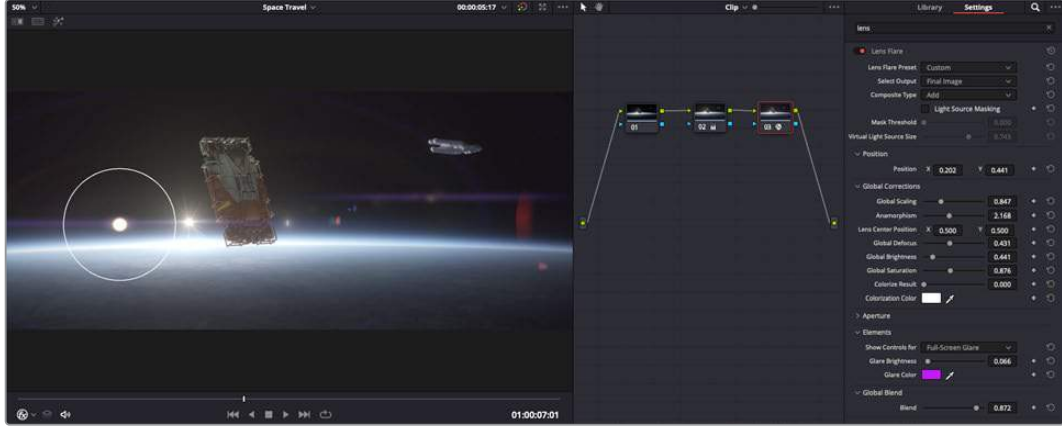 50%
Space Travel
00:00:05:17
Clip
Library
Settings
lens
Lens Flare
Lens Flare Preset Custom
Select Output Final Image
Composite Type Add
Light Source Masking
Mask Threshold 0.500
Virtual Light Source Size 0.743
Position
Position X 0.202 Y 0.441
Global Corrections
Global Scaling 0.847
Anamorphism 2.168
Lens Center Position X 0.500 Y 0.500
Global Defocus 0.431
Global Brightness 0.441
Global Saturation 0.876
Colorize Result 0.000
Colorization Color
Aperture
Elements
Show Controls for Full-Screen Glare
Glare Brightness 0.066
Glare Color
Global Blend
Blend 0.872
01
02
03
01:00:07:01